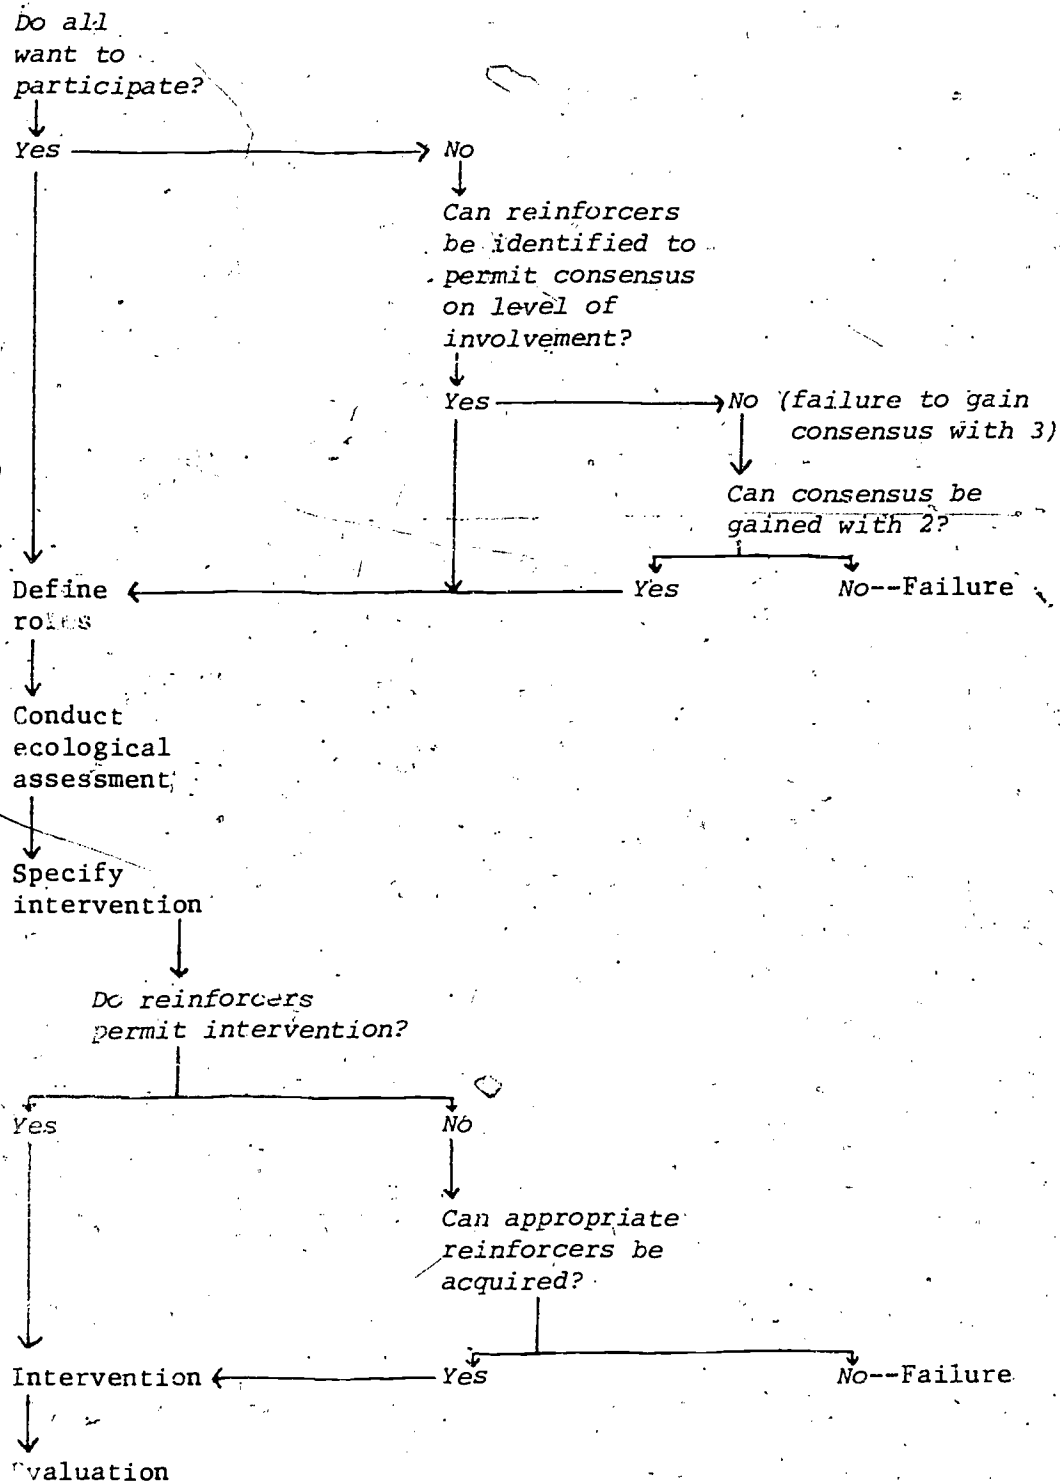 Do all
want to
participate?
Yes
No
Can reinforcers
be identified to
permit consensus
on level of
involvement?
Yes
No (failure to gain
consensus with 3)
Can consensus be
gained with 2?
Yes
No--Failure
Define
roles
Conduct
ecological
assessment
Specify
intervention
Do reinforcers
permit intervention?
Yes
No
Can appropriate
reinforcers be
acquired?
Intervention
Yes
No--Failure
Evaluation